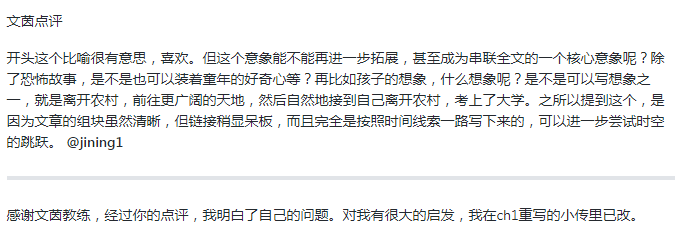 文茵点评
开头这个比喻很有意思，喜欢。但这个意象能不能再进一步拓展，甚至成为串联全文的一个核心意象呢？除
了恐怖故事，是不是也可以装着童年的好奇心等？再比如孩子的想象，什么想象呢？是不是可以写想象之
一，就是离开农村，前往更广阔的天地，然后自然地接到自己离开农村，考上了大学。之所以提到这个，是
因为文章的组块虽然清晰，但链接稍显呆板，而且完全是按照时间线索一路写下来的，可以进一步尝试时空
的跳跃。 @jining1
感谢文茵教练，经过你的点评，我明白了自己的问题。对我有很大的启发，我在ch1重写的小传里已改。